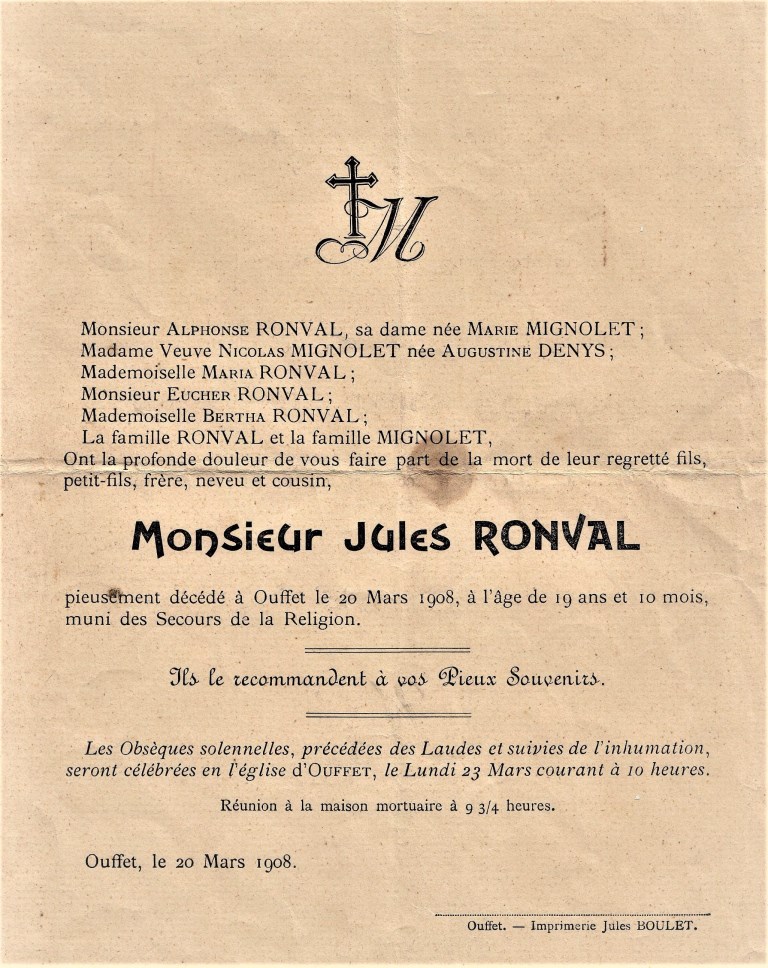 M
Monsieur ALPHONSE RONVAL, sa dame née MARIE MIGNOLET ;
Madame Veuve NICOLAS MIGNOLET née AUGUSTINE DENYS ;
Mademoiselle MARIA RONVAL ;
Monsieur EUCHER RONVAL ;
Mademoiselle BERTHA RONVAL ;
La famille RONVAL et la famille MIGNOLET,
Ont la profonde douleur de vous faire part de la mort de leur regretté fils,
petit-fils, frère, neveu et cousin,
Monsieur Jules RONVAL
pieusement décédé à Ouffet le 20 Mars 1908, à l'âge de 19 ans et 10 mois,
muni des Secours de la Religion.
Ils le recommandent à vos Pieux Souvenirs.
Les Obsèques solennelles, précédées des Laudes et suivies de l'inhumation,
seront célébrées en l'église d'OUFFET, le Lundi 23 Mars courant à 10 heures.
Réunion à la maison mortuaire à 9 3/4 heures.
Ouffet, le 20 Mars 1908.
Ouffet. — Imprimerie Jules BOULET.